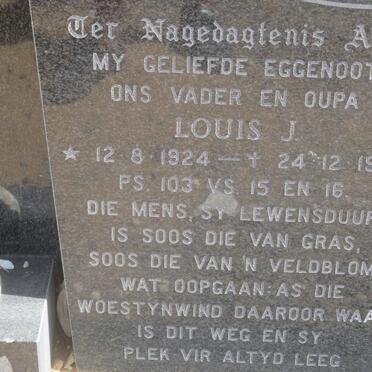 Ter Nagedagtenis A
MY GELIEFDE EGGENOOT
ONS VADER EN OUPA
LOUIS J
* 12·8·1924 — † 24·12·19
PS. 103 VS. 15 EN 16.
DIE MENS, SY LEWENSDUUR
IS SOOS DIE VAN GRAS,
SOOS DIE VAN 'N VELDBLOM
WAT OOPGAAN: AS DIE
WOESTYNWIND DAAROOR WAA
IS DIT WEG EN SY
PLEK VIR ALTYD LEEG